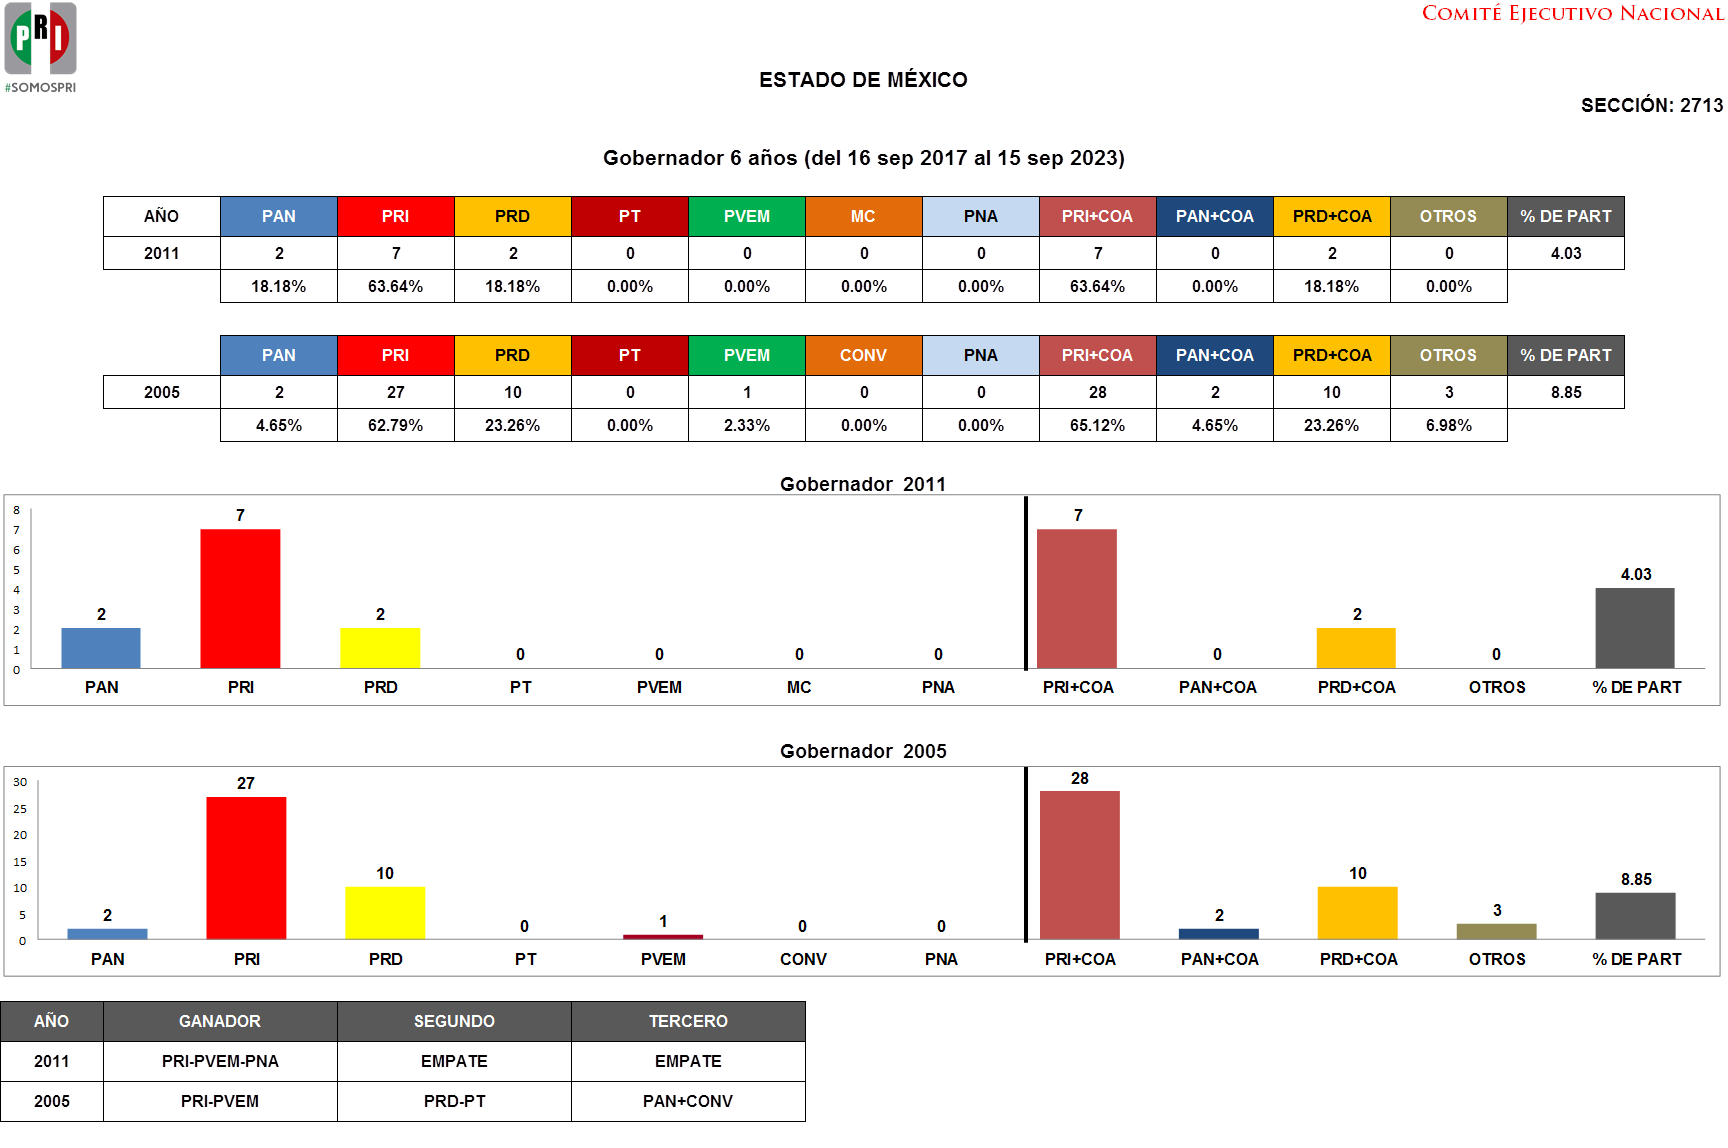 PRI
#SOMOSPRI
COMITÉ EJECUTIVO NACIONAL
ESTADO DE MÉXICO
SECCIÓN: 2713
Gobernador 6 años (del 16 sep 2017 al 15 sep 2023)
AÑO PAN PRI PRD PT PVEM MC PNA PRI+COA PAN+COA PRD+COA OTROS % DE PART
2011 2 7 2 0 0 0 0 7 0 2 0 4.03
18.18% 63.64% 18.18% 0.00% 0.00% 0.00% 0.00% 63.64% 0.00% 18.18% 0.00%
PAN PRI PRD PT PVEM CONV PNA PRI+COA PAN+COA PRD+COA OTROS % DE PART
2005 2 27 10 0 1 0 0 28 2 10 3 8.85
4.65% 62.79% 23.26% 0.00% 2.33% 0.00% 0.00% 65.12% 4.65% 23.26% 6.98%
Gobernador 2011
8
7
6
5
4
3
2
1
0
2 7 2 0 0 0 0 7 0 2 0 4.03
PAN PRI PRD PT PVEM MC PNA PRI+COA PAN+COA PRD+COA OTROS % DE PART
Gobernador 2005
30
25
20
15
10
5
0
2 27 10 0 1 0 0 28 2 10 3 8.85
PAN PRI PRD PT PVEM CONV PNA PRI+COA PAN+COA PRD+COA OTROS % DE PART
AÑO GANADOR SEGUNDO TERCERO
2011 PRI-PVEM-PNA EMPATE EMPATE
2005 PRI-PVEM PRD-PT PAN+CONV